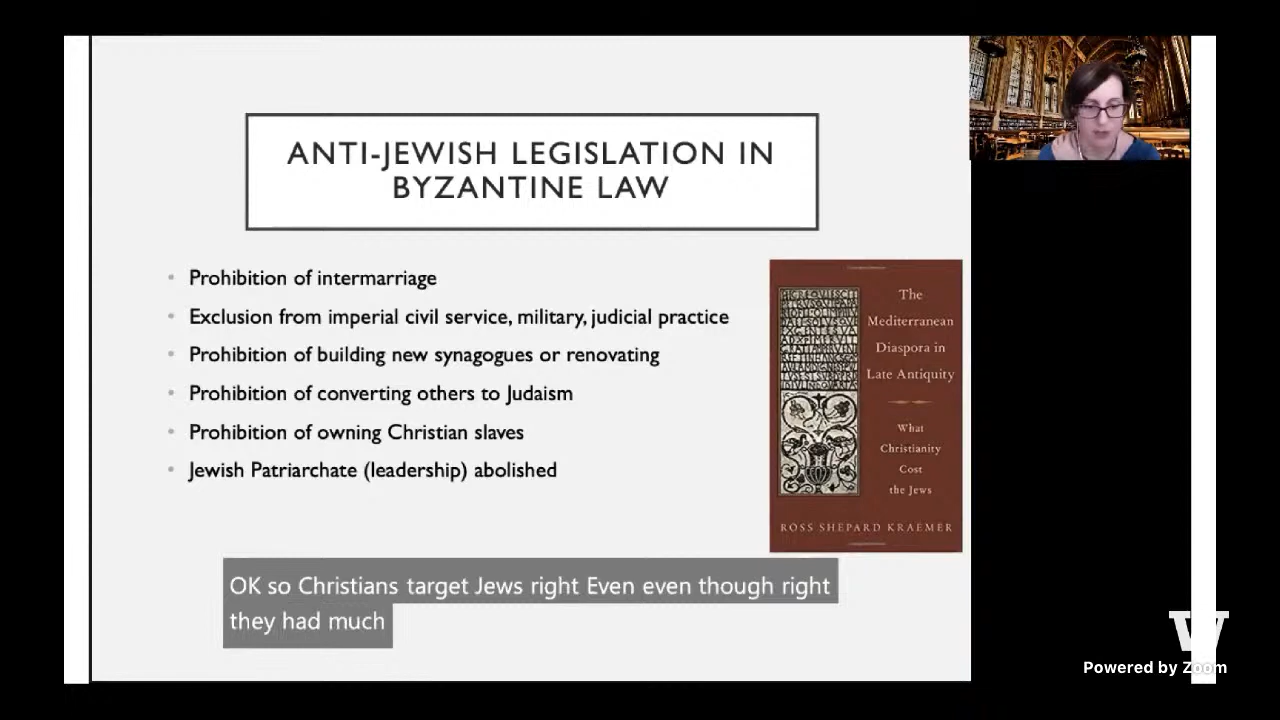 ANTI-JEWISH LEGISLATION IN
BYZANTINE LAW
• Prohibition of intermarriage
• Exclusion from imperial civil service, military, judicial practice
• Prohibition of building new synagogues or renovating
• Prohibition of converting others to Judaism
• Prohibition of owning Christian slaves
• Jewish Patriarchate (leadership) abolished
The
Mediterranean
Diaspora in
Late Antiquity
What
Christianity
Cost
the Jews
ROSS SHEPARD KRAEMER
OK so Christians target Jews right Even even though right
they had much
W
Powered by Zoom